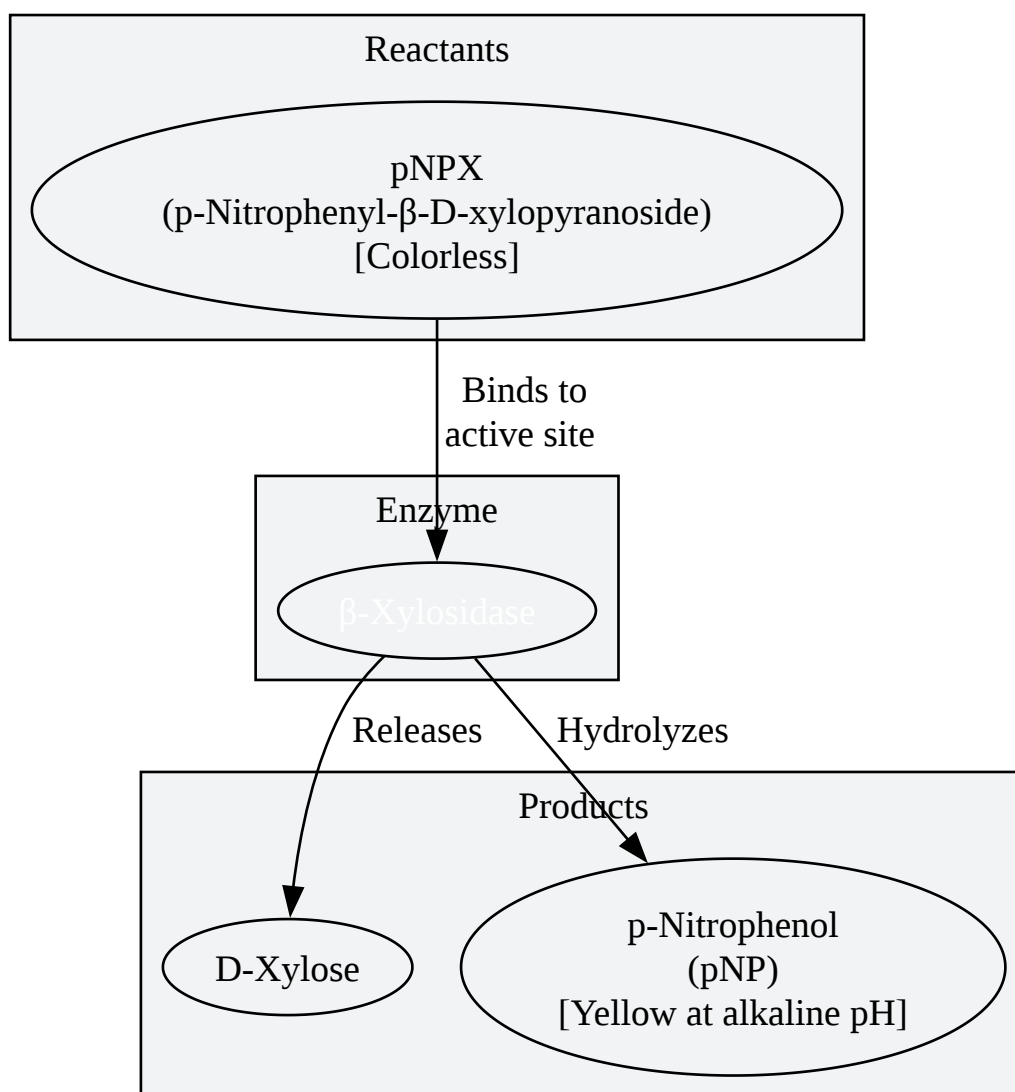 Reactants
pNPX
(p-Nitrophenyl-β-D-xylopyranoside)
[Colorless]
Binds to
active site
Enzyme
β-Xylosidase
Releases
Hydrolyzes
Products
D-Xylose
p-Nitrophenol
(pNP)
[Yellow at alkaline pH]